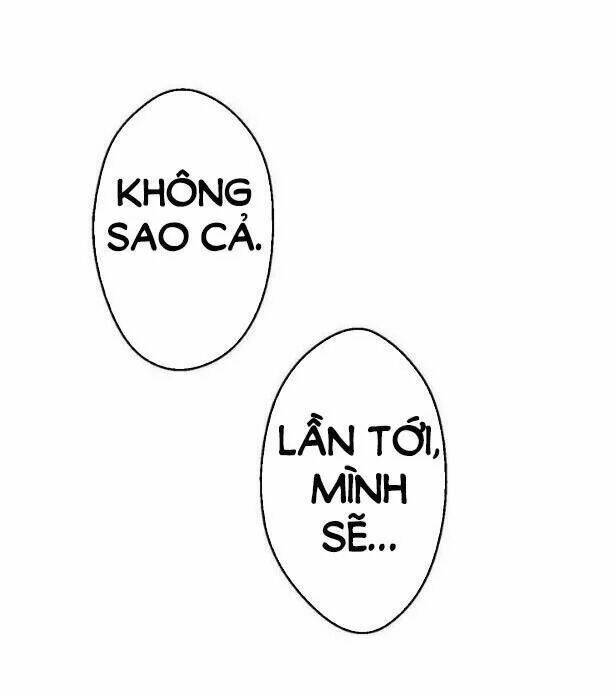 KHÔNG
SAO CẢ.
LẦN TỚI,
MÌNH
SẼ...